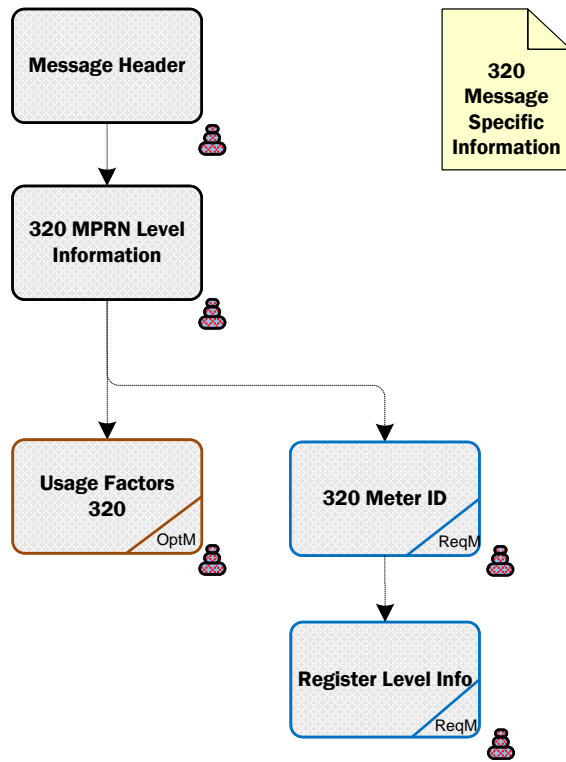 Message Header
320
Message
Specific
Information
320 MPRN Level
Information
Usage Factors
320
OptM
320 Meter ID
ReqM
Register Level Info
ReqM